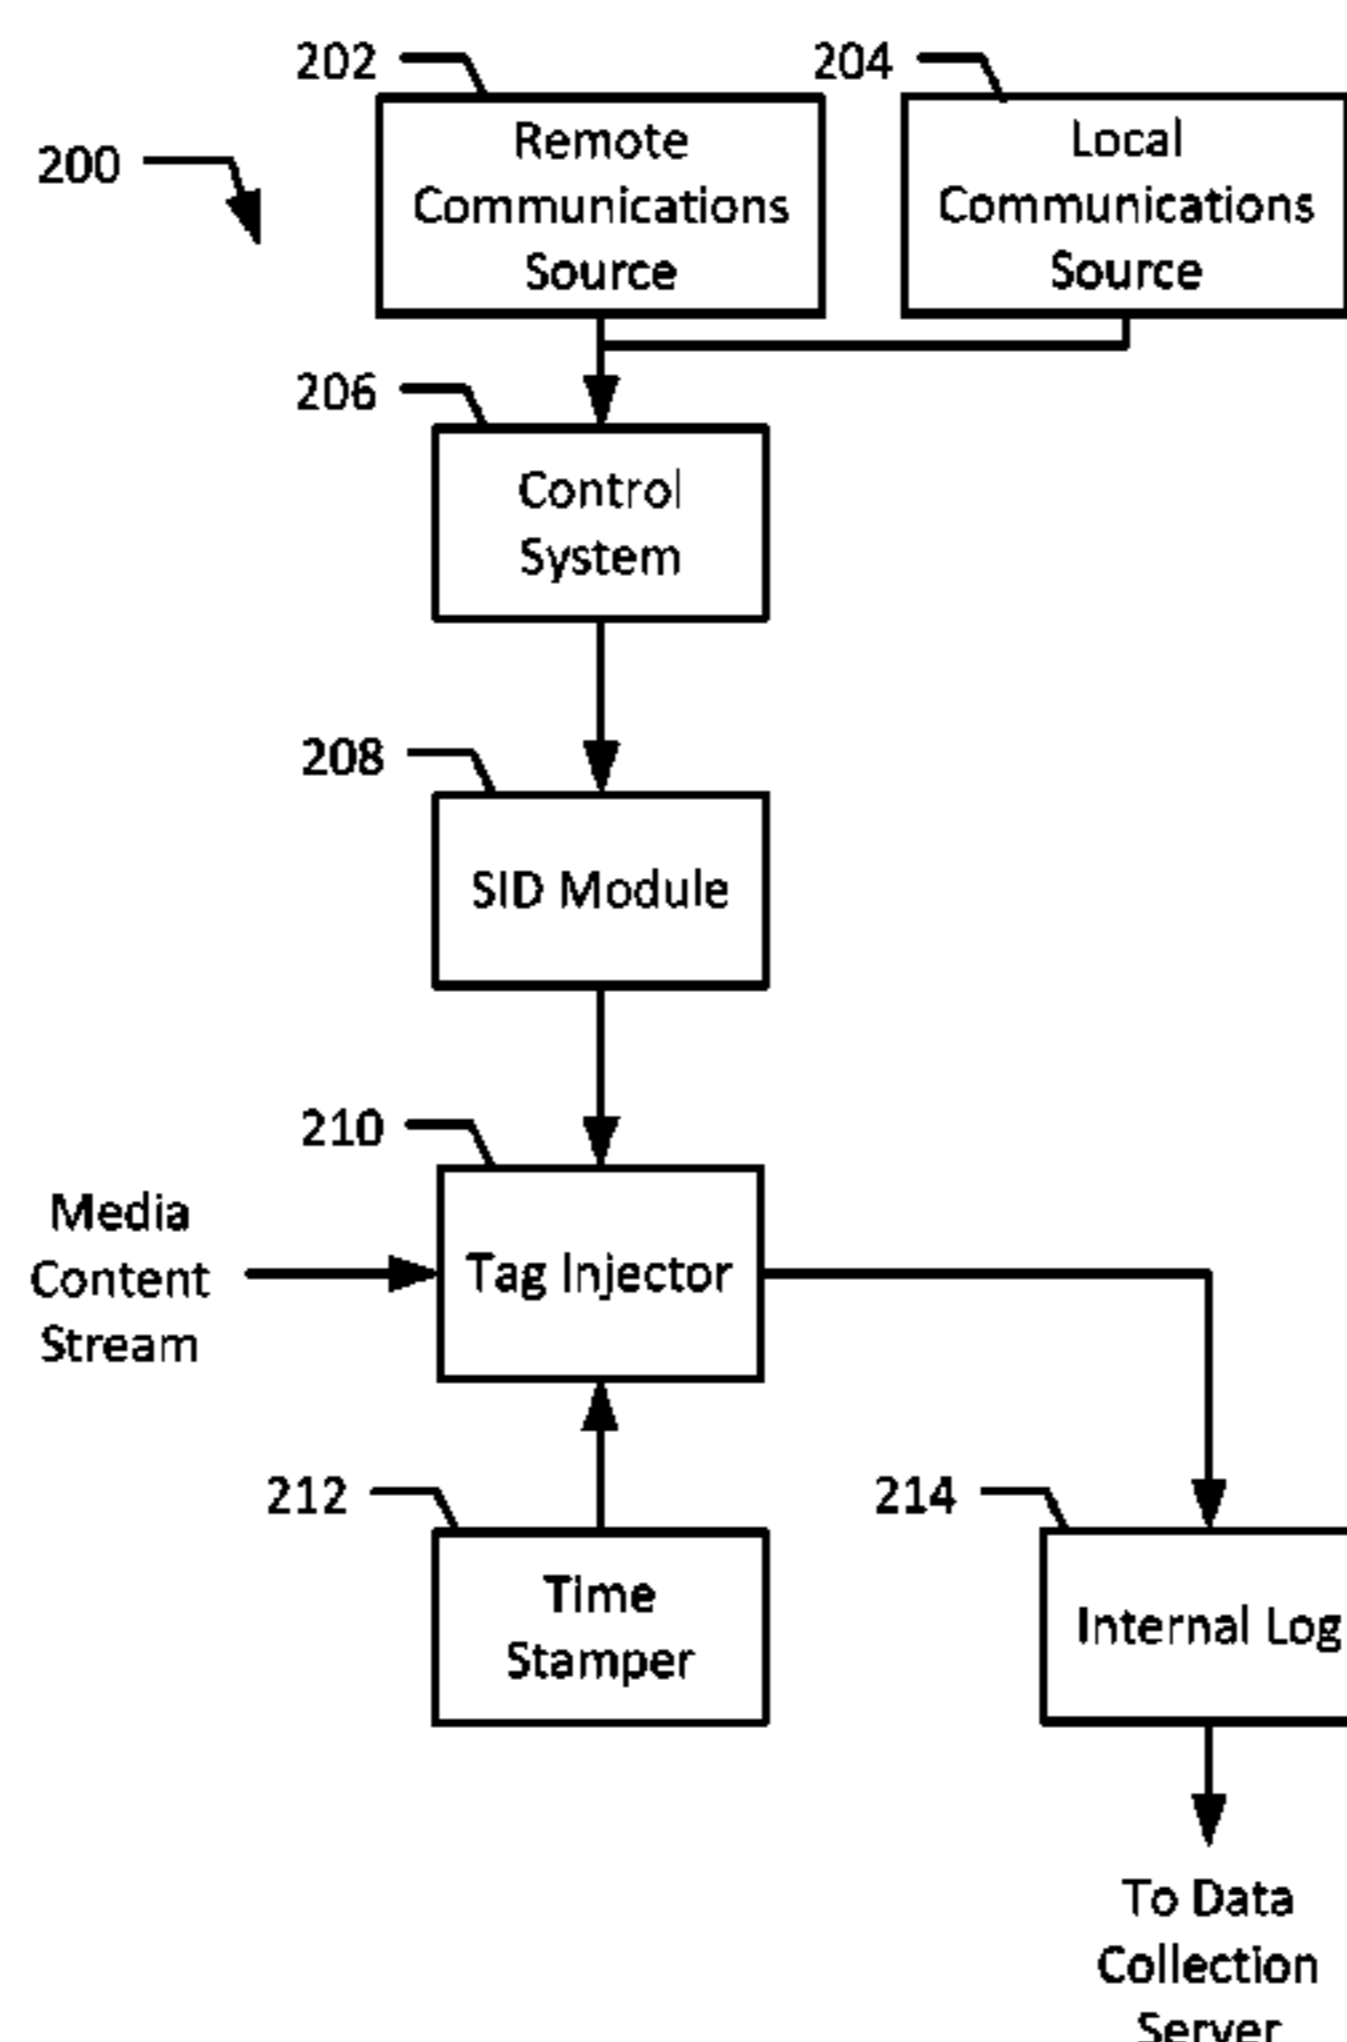 202
204
200
Remote
Communications
Source
Local
Communications
Source
206
Control
System
208
SID Module
210
Media
Content
Stream
Tag Injector
212
214
Time
Stamper
Internal Log
To Data
Collection
Server